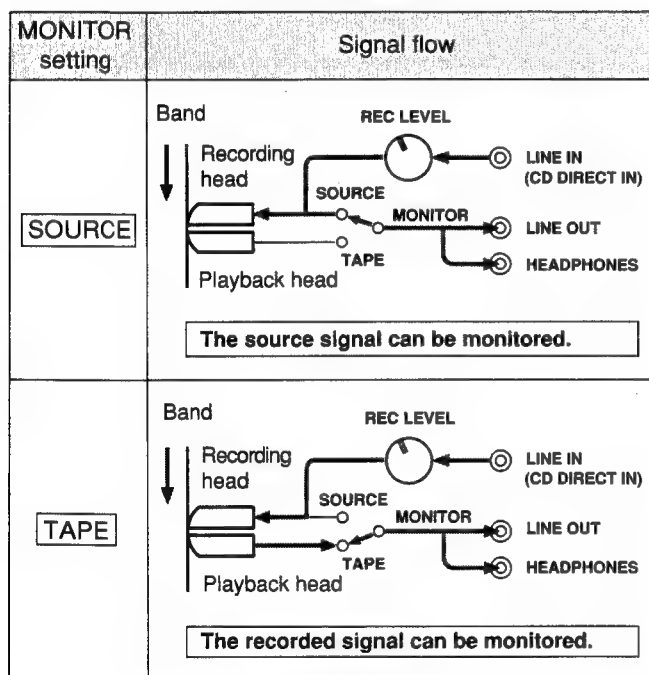 MONITOR
setting
Signal flow
SOURCE
Band
REC LEVEL
Recording
head
LINE IN
(CD DIRECT IN)
SOURCE
MONITOR
LINE OUT
TAPE
HEADPHONES
Playback head
The source signal can be monitored.
TAPE
Band
REC LEVEL
Recording
head
LINE IN
(CD DIRECT IN)
SOURCE
MONITOR
LINE OUT
TAPE
HEADPHONES
Playback head
The recorded signal can be monitored.